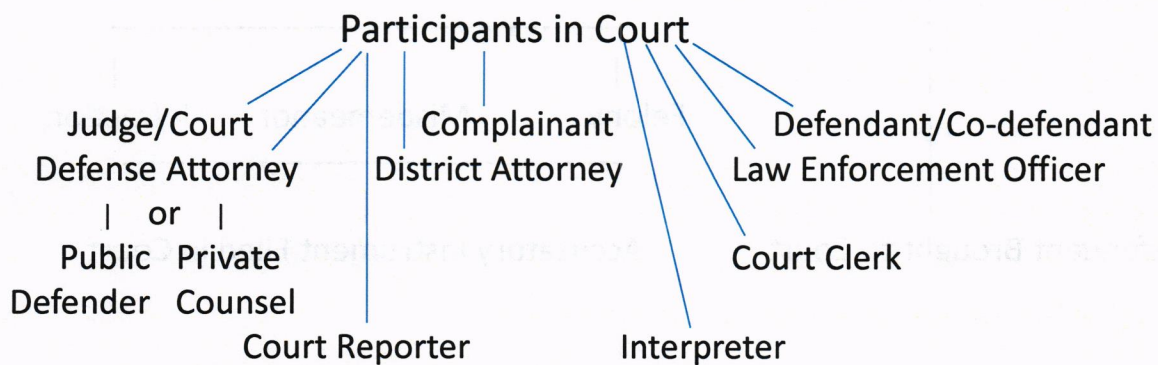 Participants in Court
Judge/Court Complainant Defendant/Co-defendant
Defense Attorney District Attorney Law Enforcement Officer
| or |
Public Private Court Clerk
Defender Counsel
Court Reporter Interpreter